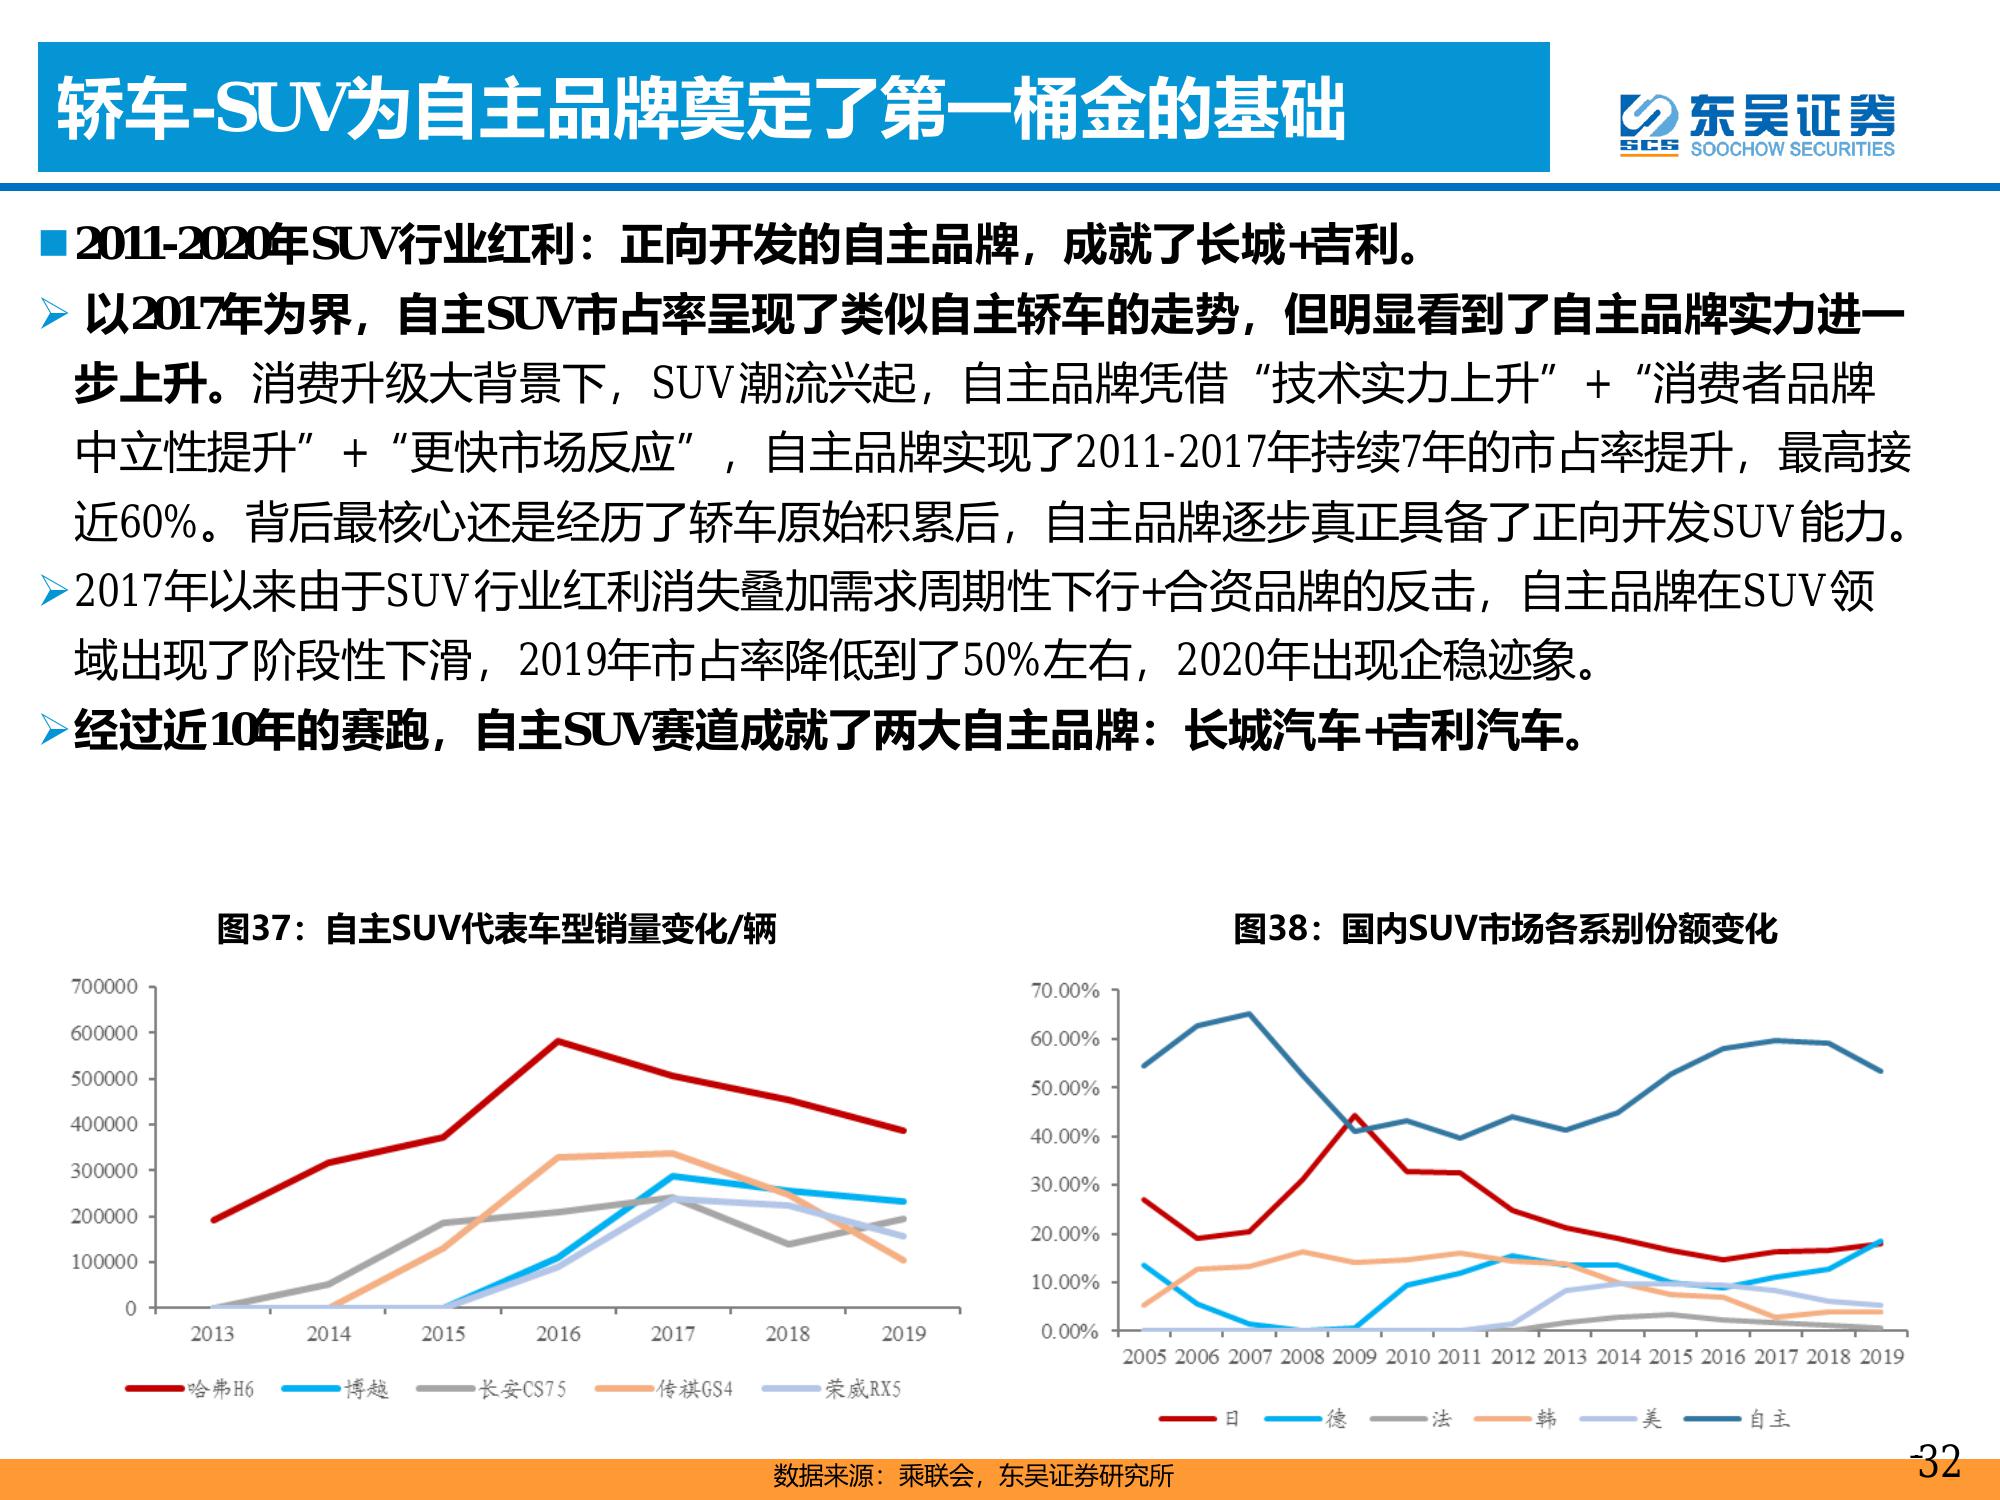 轿车-SUV为自主品牌奠定了第一桶金的基础
东吴证券
SCS
SOOCHOW SECURITIES
2011-2020年SUV行业红利：正向开发的自主品牌，成就了长城+吉利。
以2017年为界，自主SUV市占率呈现了类似自主轿车的走势，但明显看到了自主品牌实力进一
步上升。消费升级大背景下，SUV潮流兴起，自主品牌凭借“技术实力上升”+“消费者品牌
中立性提升”+“更快市场反应”，自主品牌实现了2011-2017年持续7年的市占率提升，最高接
近60%。背后最核心还是经历了轿车原始积累后，自主品牌逐步真正具备了正向开发SUV能力。
2017年以来由于SUV行业红利消失叠加需求周期性下行+合资品牌的反击，自主品牌在SUV领
域出现了阶段性下滑，2019年市占率降低到了50%左右，2020年出现企稳迹象。
经过近10年的赛跑，自主SUV赛道成就了两大自主品牌：长城汽车+吉利汽车。
图37：自主SUV代表车型销量变化/辆
700000
600000
500000
400000
300000
200000
100000
0
2013 2014 2015 2016 2017 2018 2019
哈弗H6 博越 长安CS75 传祺GS4 荣威RX5
图38：国内SUV市场各系别份额变化
70.00%
60.00%
50.00%
40.00%
30.00%
20.00%
10.00%
0.00%
2005 2006 2007 2008 2009 2010 2011 2012 2013 2014 2015 2016 2017 2018 2019
日 德 法 韩 美 自主
数据来源：乘联会，东吴证券研究所
-32